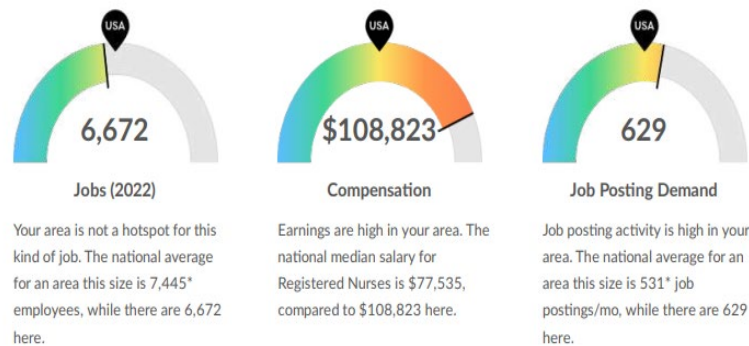 USA
6,672
Jobs (2022)
Your area is not a hotspot for this
kind of job. The national average
for an area this size is 7,445*
employees, while there are 6,672
here.
USA
$108,823
Compensation
Earnings are high in your area. The
national median salary for
Registered Nurses is $77,535,
compared to $108,823 here.
USA
629
Job Posting Demand
Job posting activity is high in your
area. The national average for an
area this size is 531* job
postings/mo, while there are 629
here.